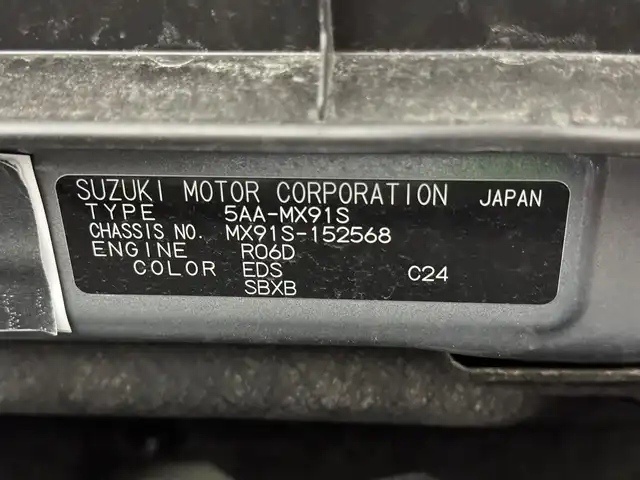 SUZUKI MOTOR CORPORATION JAPAN
TYPE 5AA-MX91S
CHASSIS NO. MX91S-152568
ENGINE R06D
COLOR EDS C24
SBXB